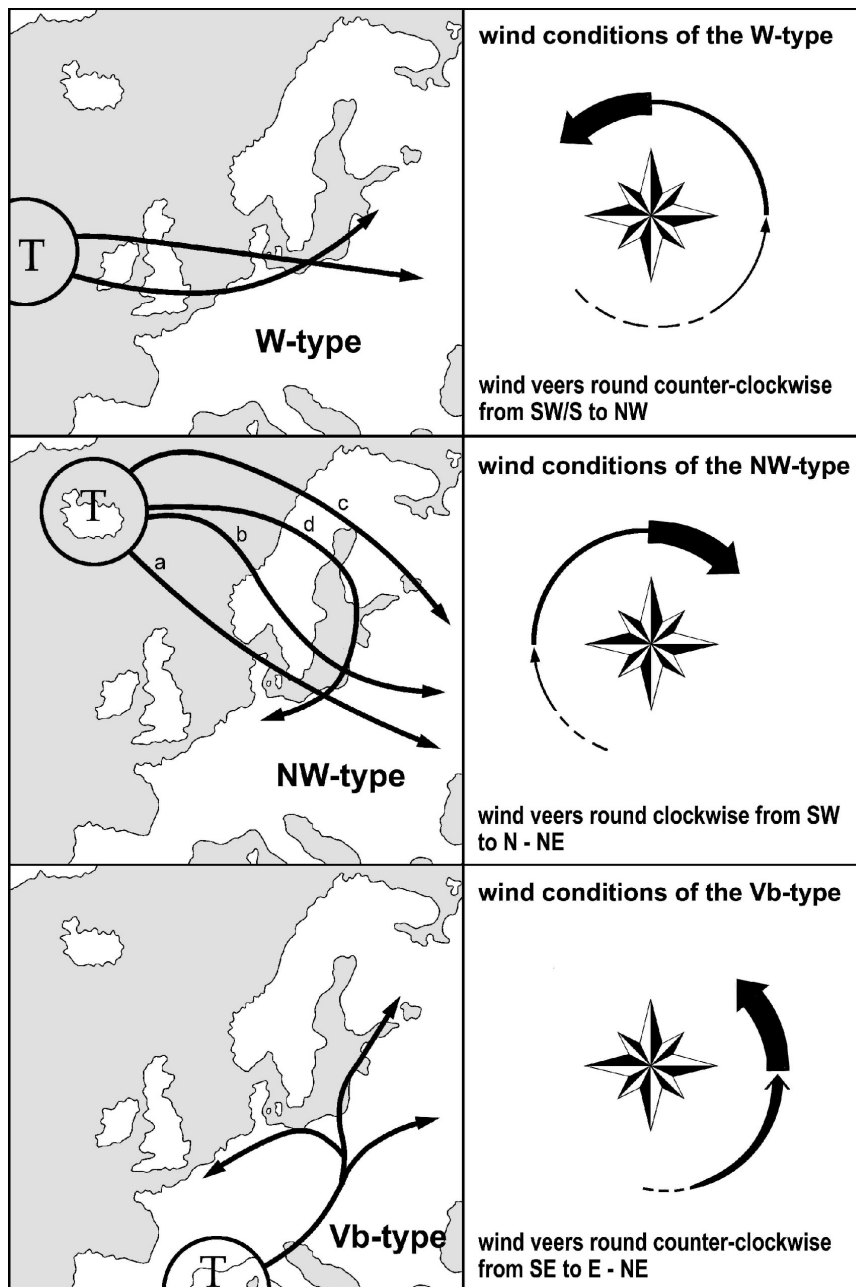 wind conditions of the W-type
T
W-type
wind veers round counter-clockwise
from SW/S to NW
wind conditions of the NW-type
T
c
d
b
a
NW-type
wind veers round clockwise from SW
to N - NE
wind conditions of the Vb-type
T
Vb-type
wind veers round counter-clockwise
from SE to E - NE